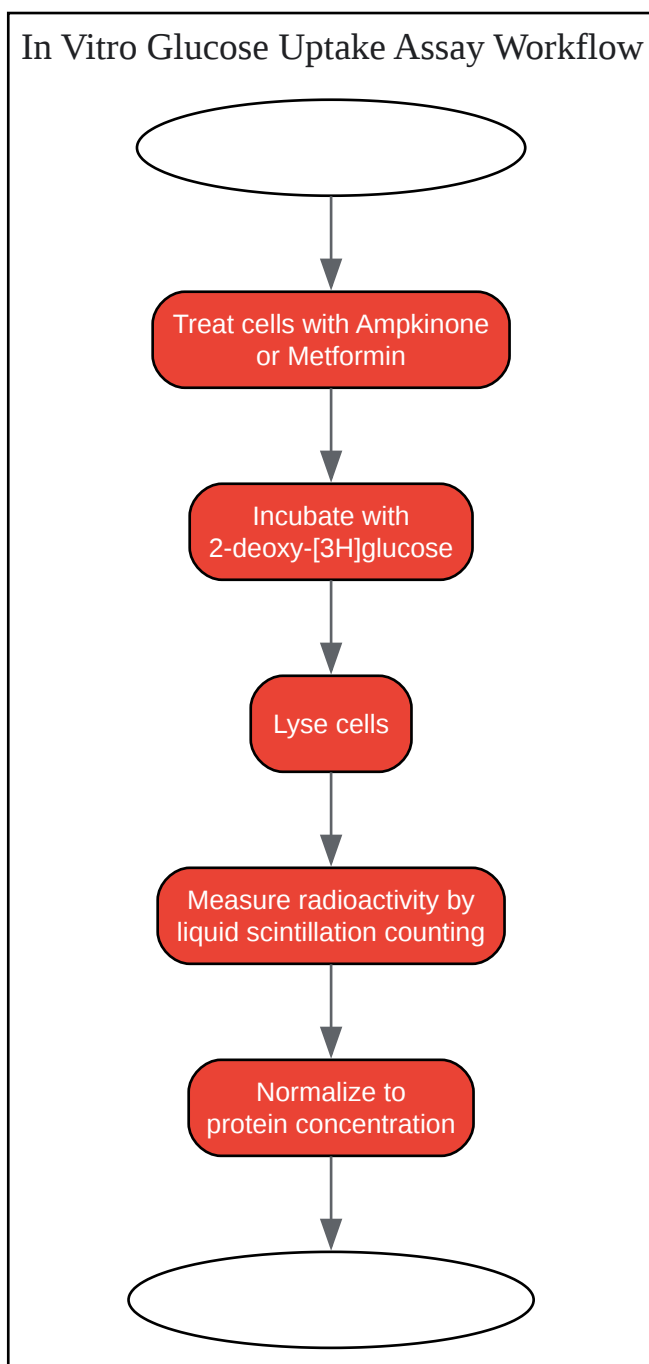 In Vitro Glucose Uptake Assay Workflow
Treat cells with Ampkinone
or Metformin
Incubate with
2-deoxy-[3H]glucose
Lyse cells
Measure radioactivity by
liquid scintillation counting
Normalize to
protein concentration